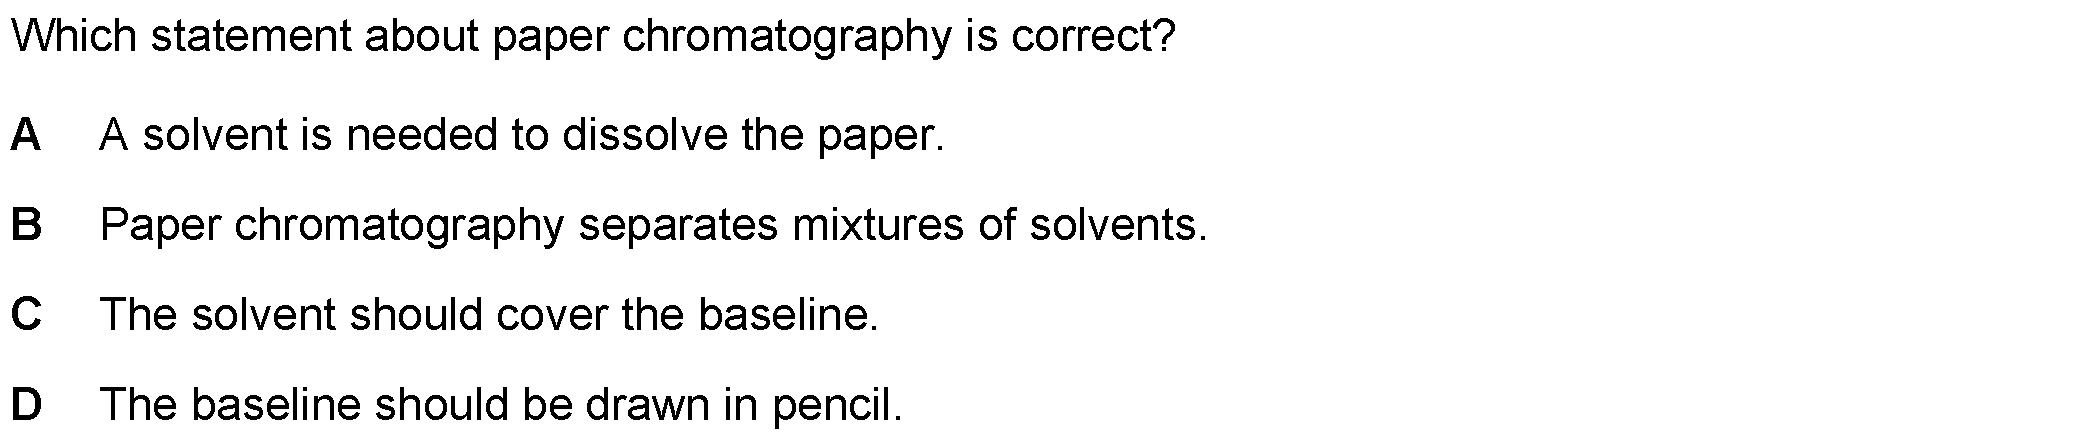 Which statement about paper chromatography is correct?
A A solvent is needed to dissolve the paper.
B Paper chromatography separates mixtures of solvents.
C The solvent should cover the baseline.
D The baseline should be drawn in pencil.